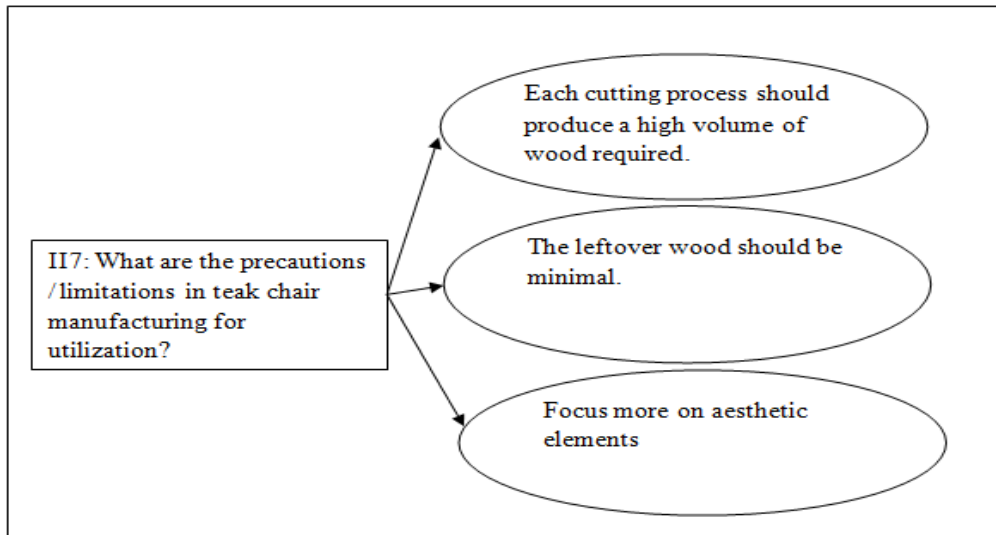 Each cutting process should
produce a high volume of
wood required.
II7: What are the precautions
/limitations in teak chair
manufacturing for
utilization?
The leftover wood should be
minimal.
Focus more on aesthetic
elements